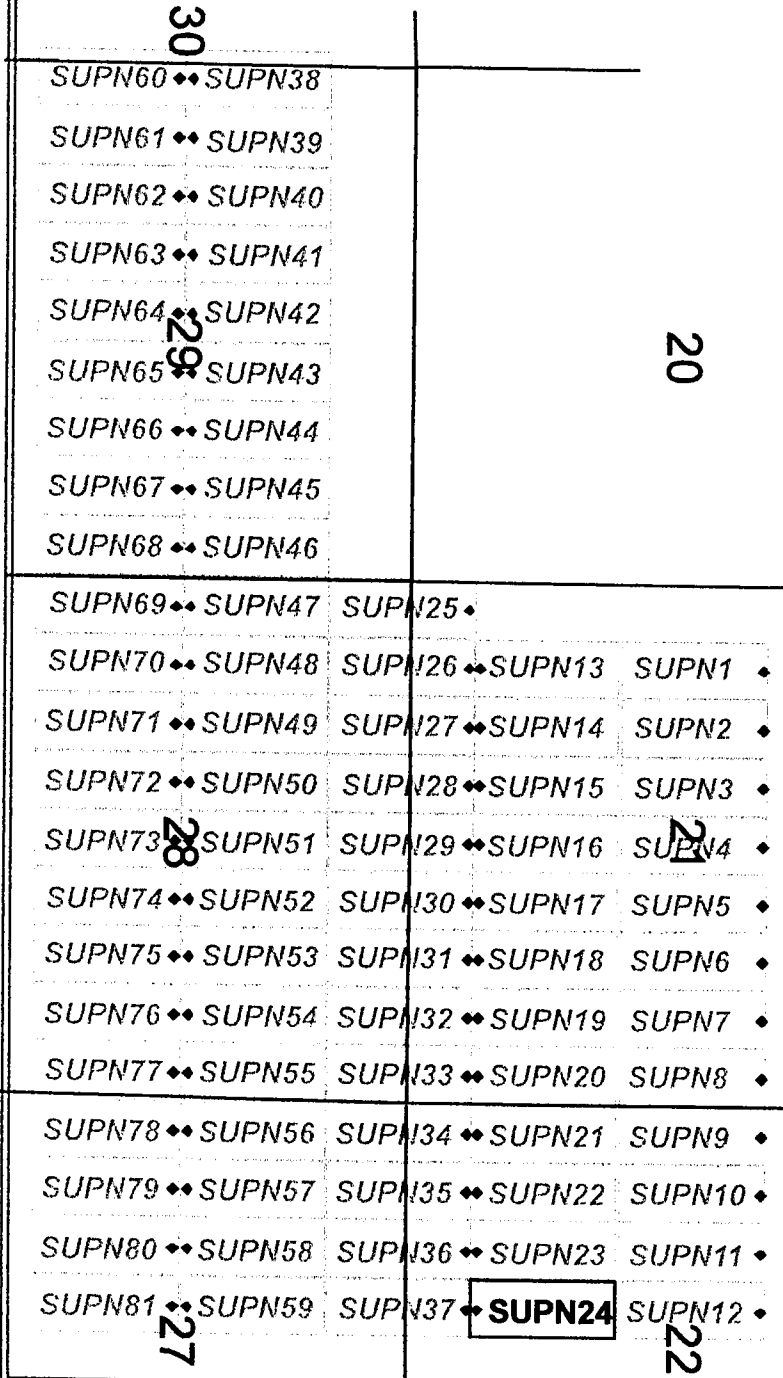 30
SUPN60 SUPN38
SUPN61 SUPN39
SUPN62 SUPN40
SUPN63 SUPN41
SUPN64 SUPN42
29
20
SUPN65 SUPN43
SUPN66 SUPN44
SUPN67 SUPN45
SUPN68 SUPN46
SUPN69 SUPN47 SUPN25
SUPN70 SUPN48 SUPN26 SUPN13 SUPN1
SUPN71 SUPN49 SUPN27 SUPN14 SUPN2
SUPN72 SUPN50 SUPN28 SUPN15 SUPN3
SUPN73 SUPN51 SUPN29 SUPN16 SUPN4
28
21
SUPN74 SUPN52 SUPN30 SUPN17 SUPN5
SUPN75 SUPN53 SUPN31 SUPN18 SUPN6
SUPN76 SUPN54 SUPN32 SUPN19 SUPN7
SUPN77 SUPN55 SUPN33 SUPN20 SUPN8
SUPN78 SUPN56 SUPN34 SUPN21 SUPN9
SUPN79 SUPN57 SUPN35 SUPN22 SUPN10
SUPN80 SUPN58 SUPN36 SUPN23 SUPN11
SUPN81 SUPN59 SUPN37 SUPN24 SUPN12
27
22